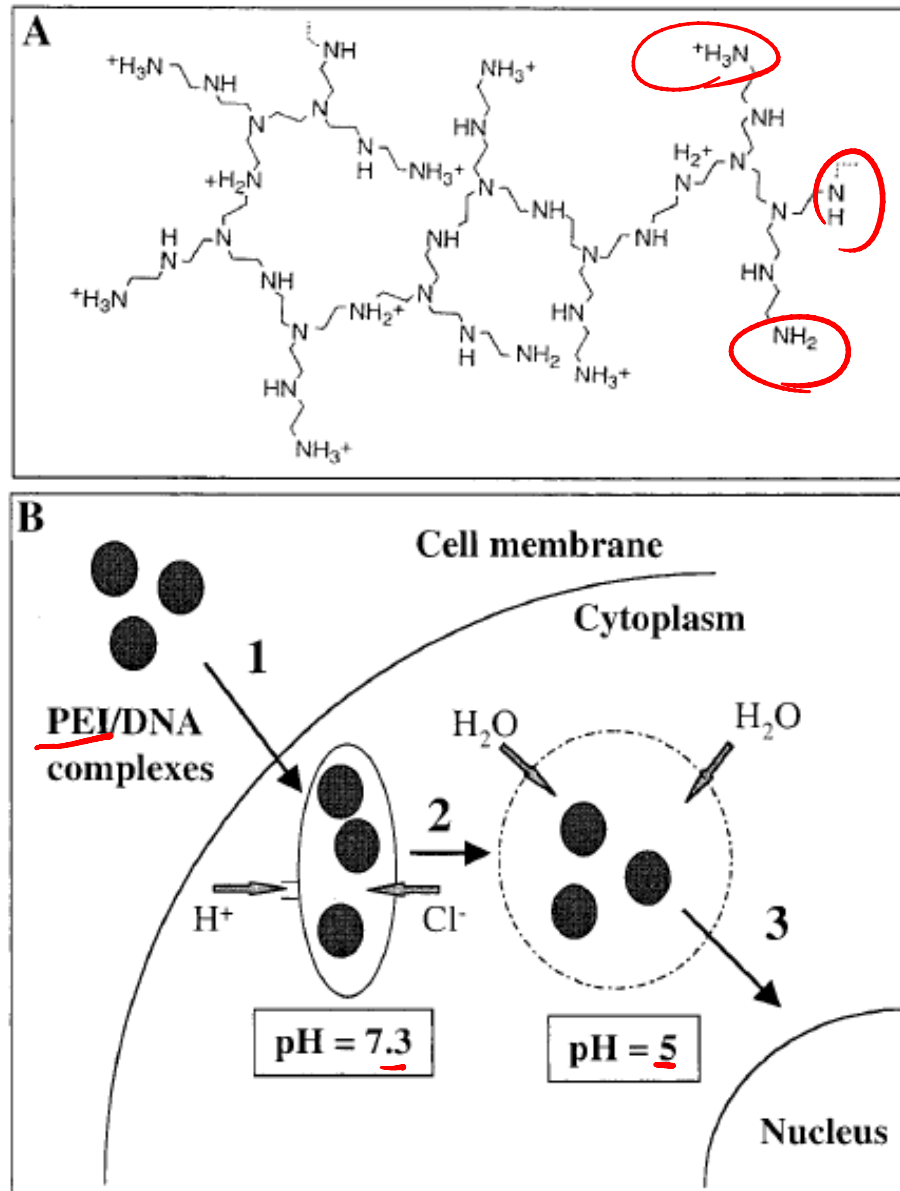 A
+H3N
NH
NH
NH3+
+H3N
N
N
HN
NH
N
H
NH3+
H2+
N
N
+H2N
N
N
NH
N
H
H
N
N
NH
N
NH
N
HN
+H3N
NH
N
NH2+
N
HN
NH2
N
H
NH2
NH3+
HN
NH3+
B
Cell membrane
Cytoplasm
1
PEI/DNA
complexes
H2O
H2O
2
H+
Cl-
3
pH = 7.3
pH = 5
Nucleus